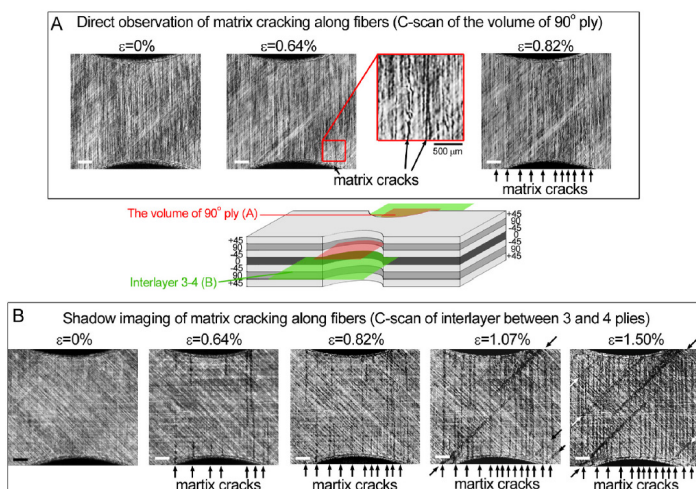 A Direct observation of matrix cracking along fibers (C-scan of the volume of 90° ply)
ε=0% ε=0.64% ε=0.82%
500 μm
matrix cracks matrix cracks
The volume of 90° ply (A)
+45
90
-45
0
-45
90
+45
+45
90
-45
0
-45
90
+45
Interlayer 3-4 (B)
B Shadow imaging of matrix cracking along fibers (C-scan of interlayer between 3 and 4 plies)
ε=0% ε=0.64% ε=0.82% ε=1.07% ε=1.50%
martix cracks martix cracks martix cracks martix cracks